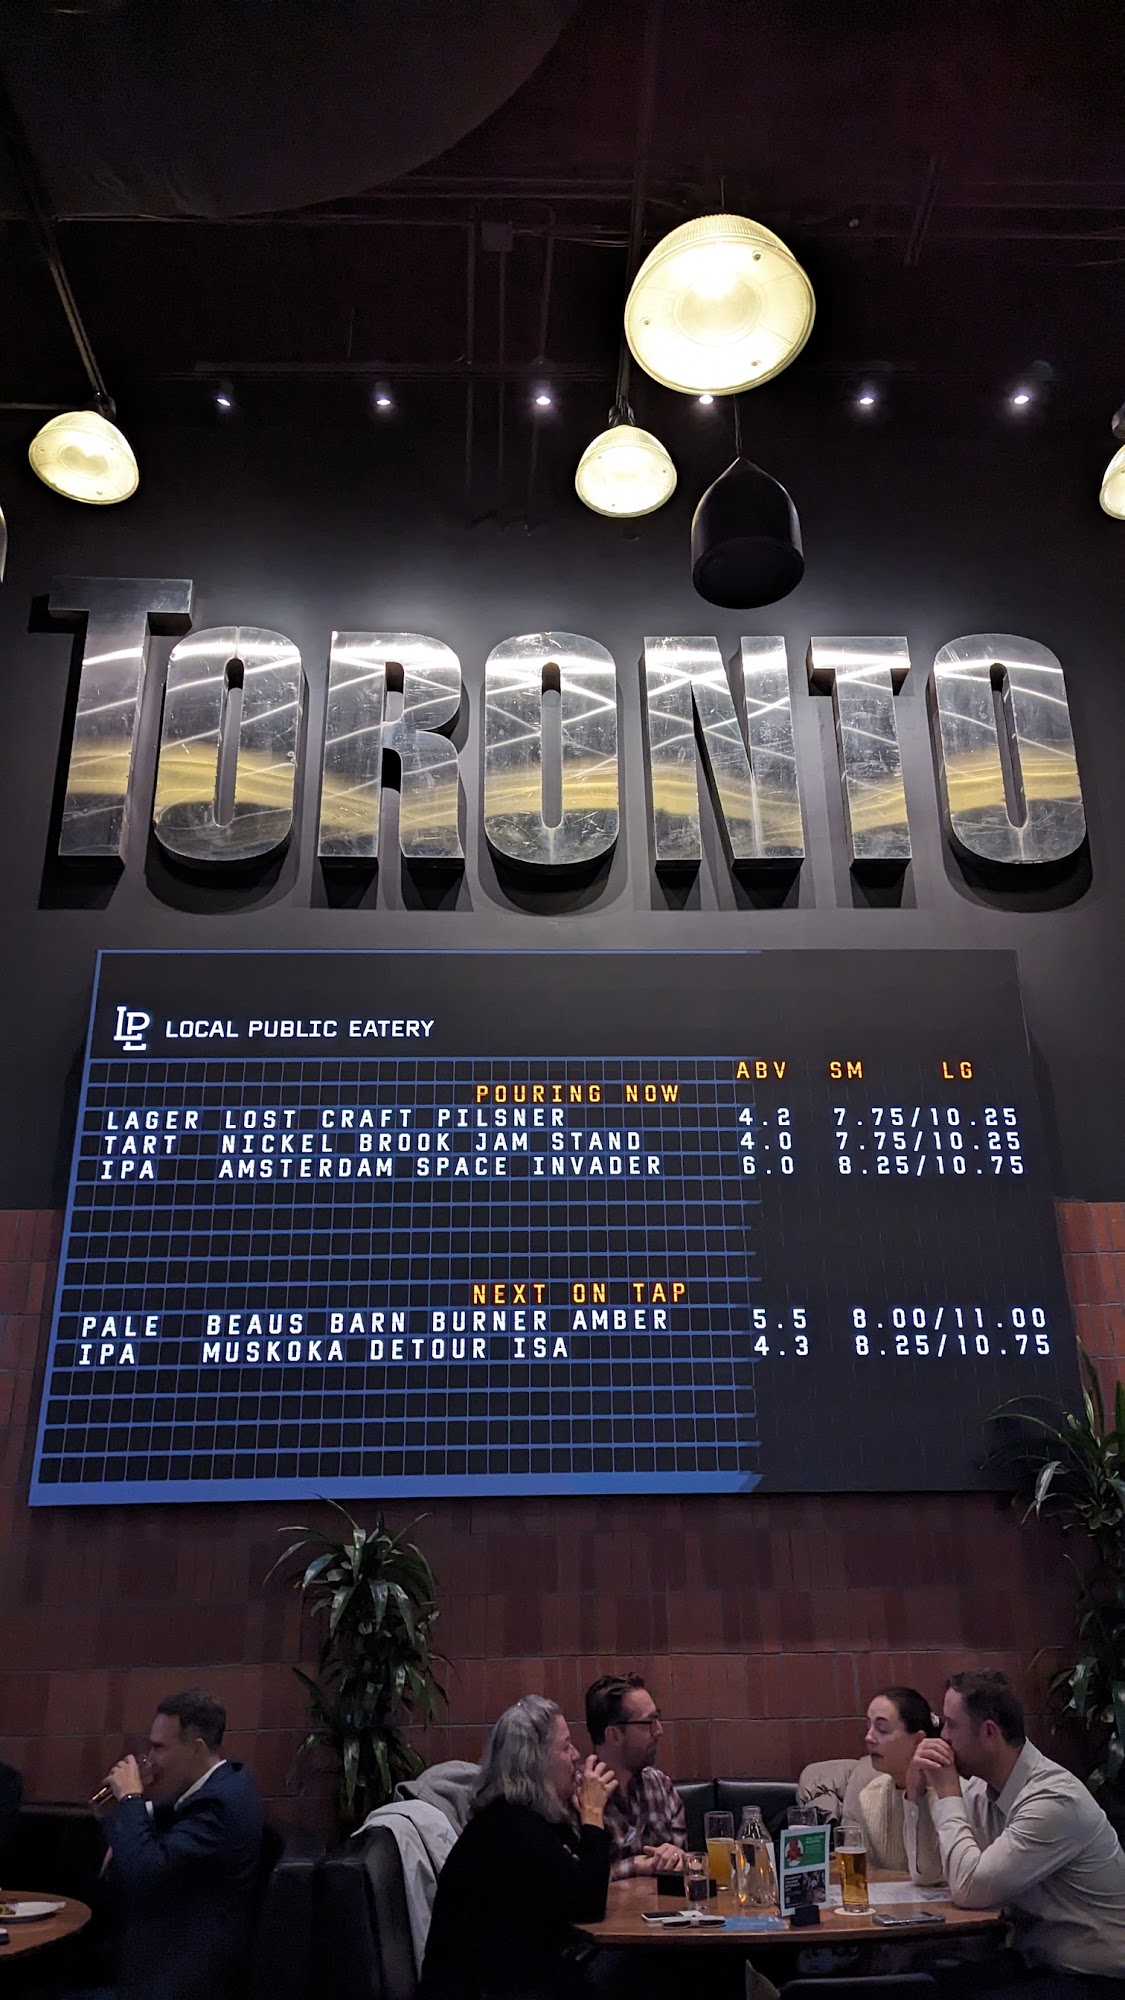 TORONTO
LP LOCAL PUBLIC EATERY
ABV SM LG
POURING NOW
LAGER LOST CRAFT PILSNER 4.2 7.75/10.25
TART NICKEL BROOK JAM STAND 4.0 7.75/10.25
IPA AMSTERDAM SPACE INVADER 6.0 8.25/10.75
NEXT ON TAP
PALE BEAUS BARN BURNER AMBER 5.5 8.00/11.00
IPA MUSKOKA DETOUR ISA 4.3 8.25/10.75